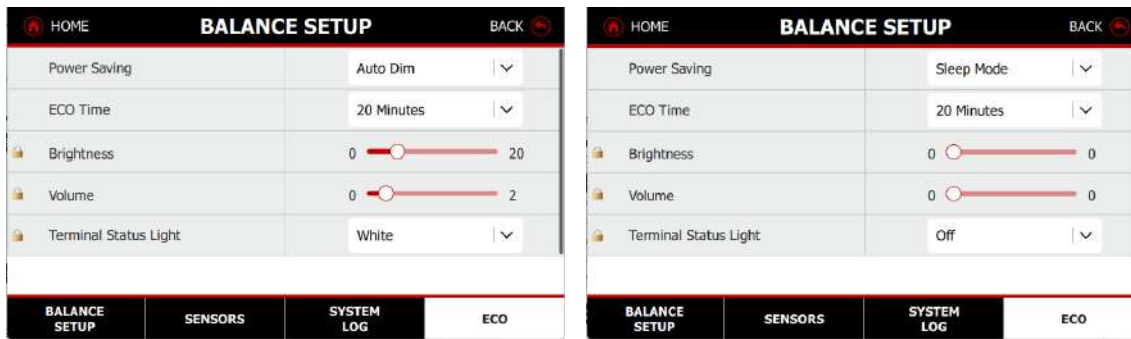 HOME BALANCE SETUP BACK
Power Saving Auto Dim
ECO Time 20 Minutes
Brightness 0 20
Volume 0 2
Terminal Status Light White
BALANCE SETUP SENSORS SYSTEM LOG ECO
HOME BALANCE SETUP BACK
Power Saving Sleep Mode
ECO Time 20 Minutes
Brightness 0 0
Volume 0 0
Terminal Status Light Off
BALANCE SETUP SENSORS SYSTEM LOG ECO